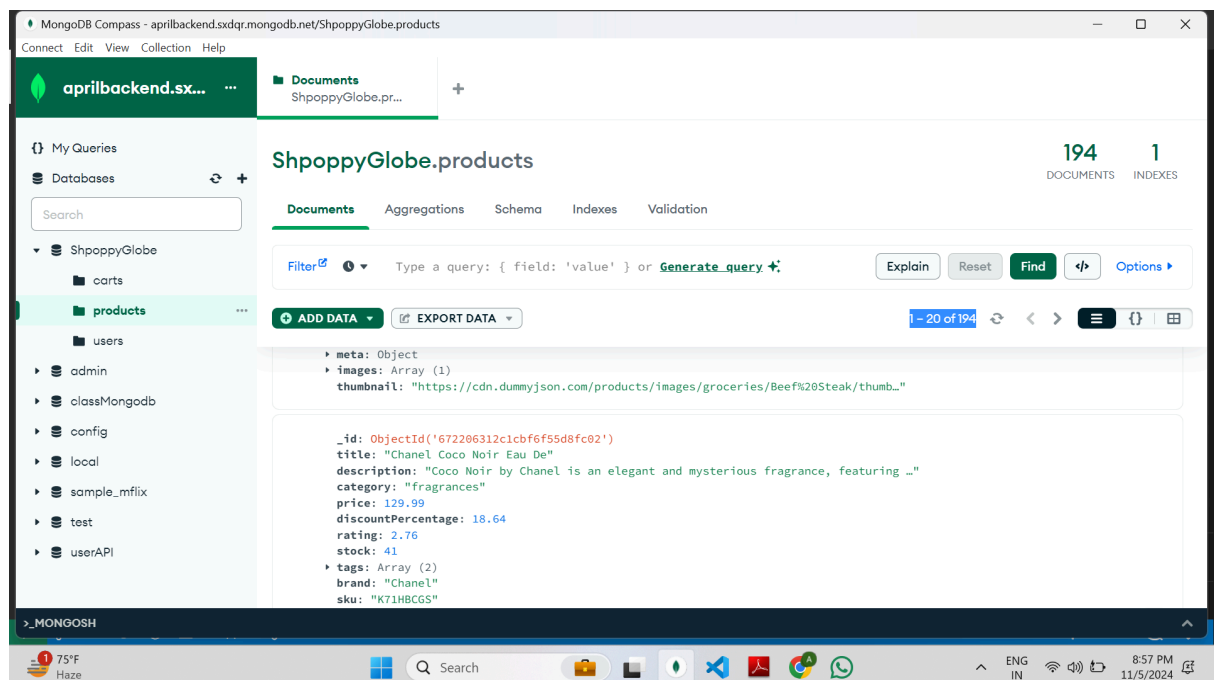 MongoDB Compass - aprilbackend.sxdqr.mongodb.net/ShpoppyGlobe.products
Connect Edit View Collection Help
aprilbackend.sx... ...
Documents
ShpoppyGlobe.pr...
+
{} My Queries
Databases
Search
ShpoppyGlobe
carts
products ...
users
admin
classMongodb
config
local
sample_mflix
test
userAPI
ShpoppyGlobe.products
194 DOCUMENTS
1 INDEXES
Documents Aggregations Schema Indexes Validation
Filter Type a query: { field: 'value' } or Generate query Explain Reset Find </> Options
ADD DATA EXPORT DATA 1 – 20 of 194 {}
meta: Object
images: Array (1)
thumbnail: "https://cdn.dummyjson.com/products/images/groceries/Beef%20Steak/thumb…"
_id: ObjectId('672206312c1cbf6f55d8fc02')
title: "Chanel Coco Noir Eau De"
description: "Coco Noir by Chanel is an elegant and mysterious fragrance, featuring …"
category: "fragrances"
price: 129.99
discountPercentage: 18.64
rating: 2.76
stock: 41
tags: Array (2)
brand: "Chanel"
sku: "K71HBCGS"
>_MONGOSH
1
75°F
Haze
Search
A
ENG
IN
8:57 PM
11/5/2024